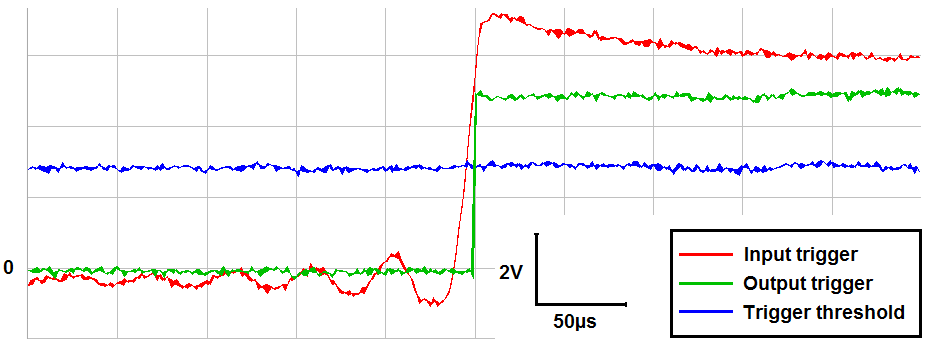 Input trigger
0
2V
Output trigger
Trigger threshold
50µs